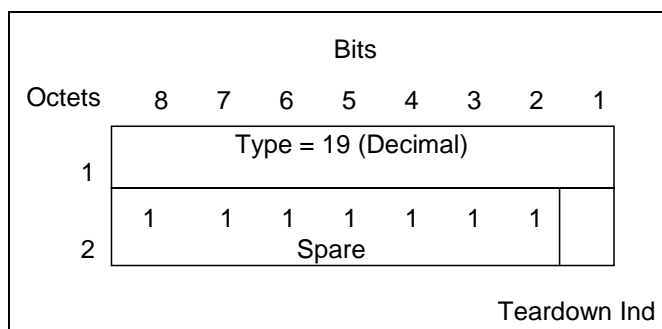 Bits
Octets 8 7 6 5 4 3 2 1
Type = 19 (Decimal)
1
1 1 1 1 1 1 1
2 Spare
Teardown Ind